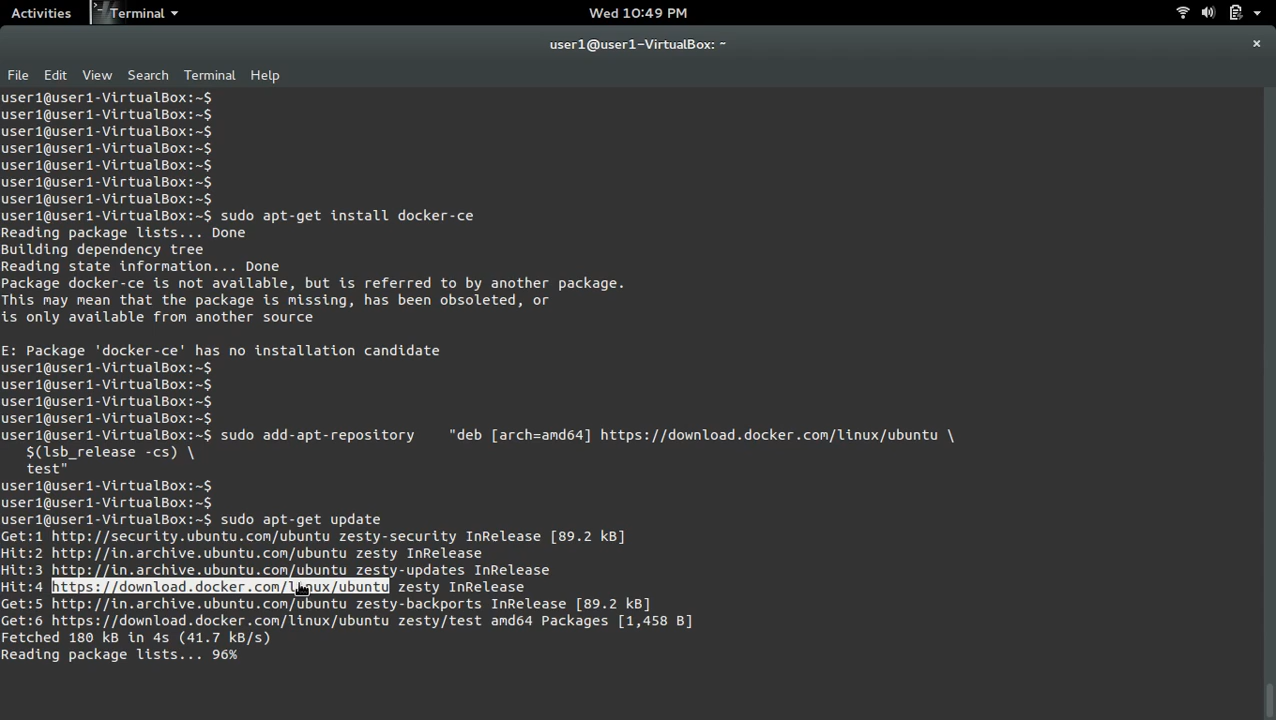 Activities Terminal Wed 10:49 PM
user1@user1-VirtualBox: ~ ×
File Edit View Search Terminal Help
user1@user1-VirtualBox:~$
user1@user1-VirtualBox:~$
user1@user1-VirtualBox:~$
user1@user1-VirtualBox:~$
user1@user1-VirtualBox:~$
user1@user1-VirtualBox:~$
user1@user1-VirtualBox:~$
user1@user1-VirtualBox:~$ sudo apt-get install docker-ce
Reading package lists... Done
Building dependency tree
Reading state information... Done
Package docker-ce is not available, but is referred to by another package.
This may mean that the package is missing, has been obsoleted, or
is only available from another source
E: Package 'docker-ce' has no installation candidate
user1@user1-VirtualBox:~$
user1@user1-VirtualBox:~$
user1@user1-VirtualBox:~$
user1@user1-VirtualBox:~$
user1@user1-VirtualBox:~$ sudo add-apt-repository    "deb [arch=amd64] https://download.docker.com/linux/ubuntu \
   $(lsb_release -cs) \
   test"
user1@user1-VirtualBox:~$
user1@user1-VirtualBox:~$
user1@user1-VirtualBox:~$ sudo apt-get update
Get:1 http://security.ubuntu.com/ubuntu zesty-security InRelease [89.2 kB]
Hit:2 http://in.archive.ubuntu.com/ubuntu zesty InRelease
Hit:3 http://in.archive.ubuntu.com/ubuntu zesty-updates InRelease
Hit:4 https://download.docker.com/linux/ubuntu zesty InRelease
Get:5 http://in.archive.ubuntu.com/ubuntu zesty-backports InRelease [89.2 kB]
Get:6 https://download.docker.com/linux/ubuntu zesty/test amd64 Packages [1,458 B]
Fetched 180 kB in 4s (41.7 kB/s)
Reading package lists... 96%